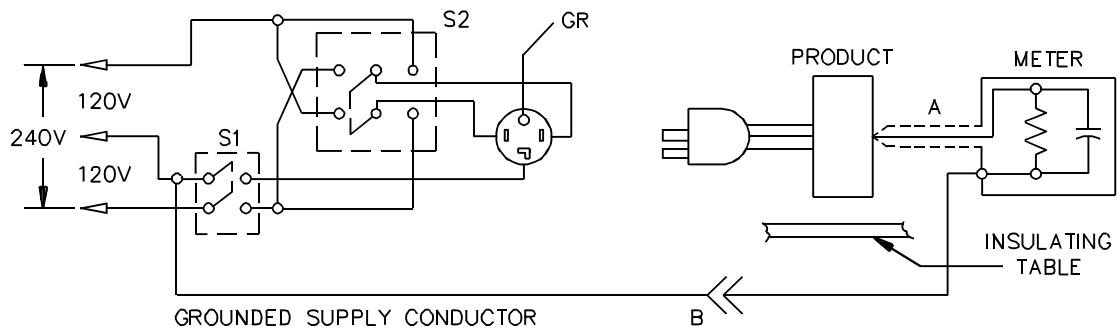 S2
GR
PRODUCT
METER
120V
A
240V
S1
120V
INSULATING
TABLE
GROUNDED SUPPLY CONDUCTOR
B